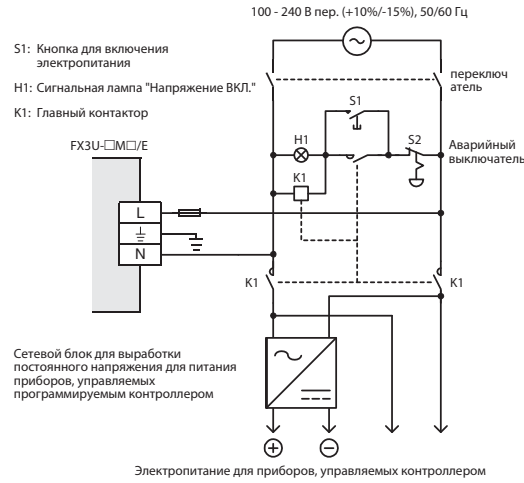 100 - 240 В пер. (+10%/-15%), 50/60 Гц
S1: Кнопка для включения
электропитания
H1: Сигнальная лампа "Напряжение ВКЛ."
K1: Главный контактор
переключ
атель
S1
H1
S2
Аварийный
выключатель
K1
FX3U-□M□/E
L
N
K1
K1
Сетевой блок для выработки
постоянного напряжения для питания
приборов, управляемых
программируемым контроллером
Электропитание для приборов, управляемых контроллером